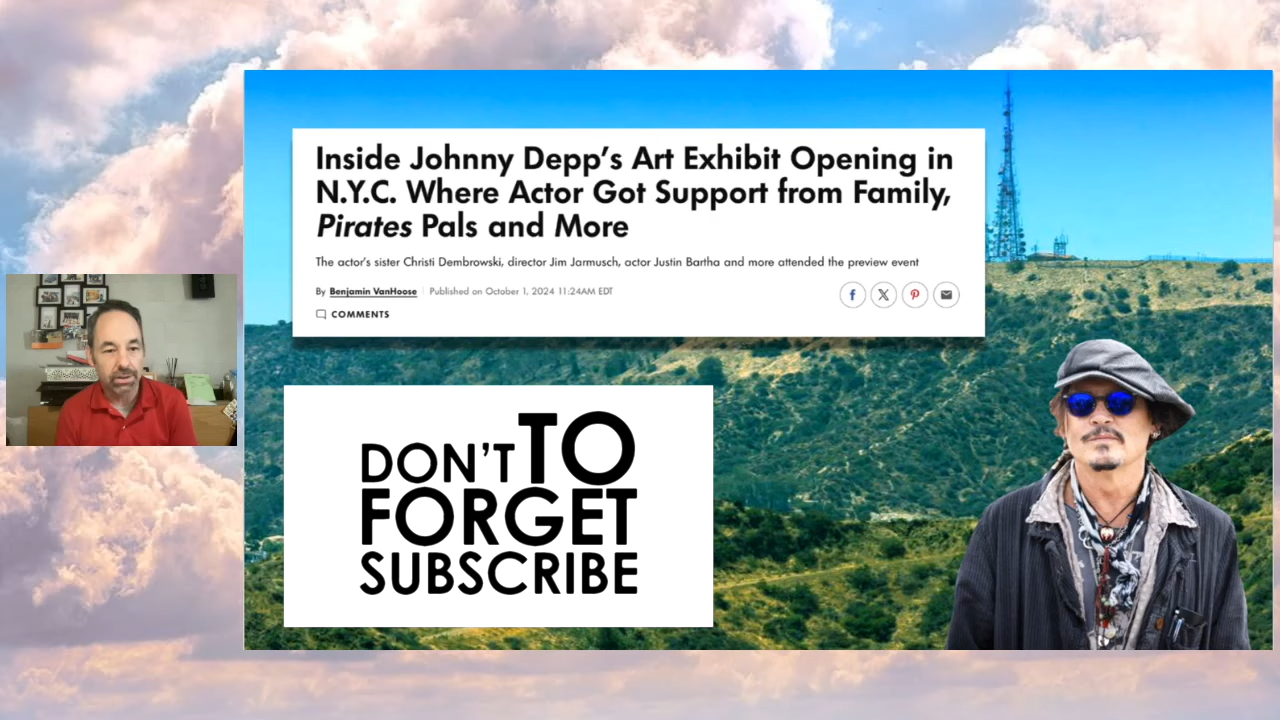 Inside Johnny Depp’s Art Exhibit Opening in
N.Y.C. Where Actor Got Support from Family,
Pirates Pals and More
The actor’s sister Christi Dembrowski, director Jim Jarmusch, actor Justin Bartha and more attended the preview event
By Benjamin VanHoose Published on October 1, 2024 11:24AM EDT
COMMENTS
DON’T TO
FORGET
SUBSCRIBE